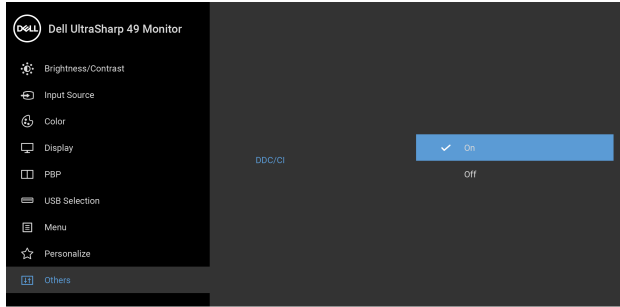 DELL Dell UltraSharp 49 Monitor
Brightness/Contrast
Input Source
Color
Display
PBP
USB Selection
Menu
Personalize
Others
DDC/CI
On
Off